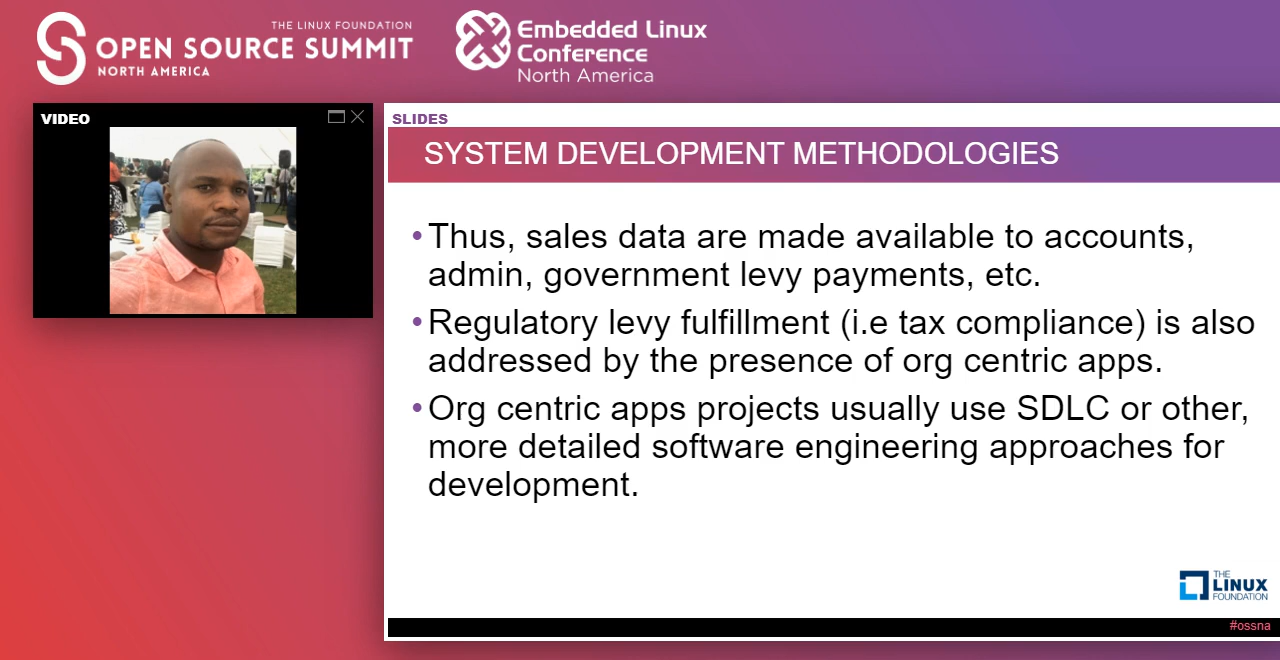 THE LINUX FOUNDATION
OPEN SOURCE SUMMIT
NORTH AMERICA
Embedded Linux
Conference
North America
VIDEO
SLIDES
SYSTEM DEVELOPMENT METHODOLOGIES
•Thus, sales data are made available to accounts,
admin, government levy payments, etc.
•Regulatory levy fulfillment (i.e tax compliance) is also
addressed by the presence of org centric apps.
•Org centric apps projects usually use SDLC or other,
more detailed software engineering approaches for
development.
THE
LINUX
FOUNDATION
#ossna